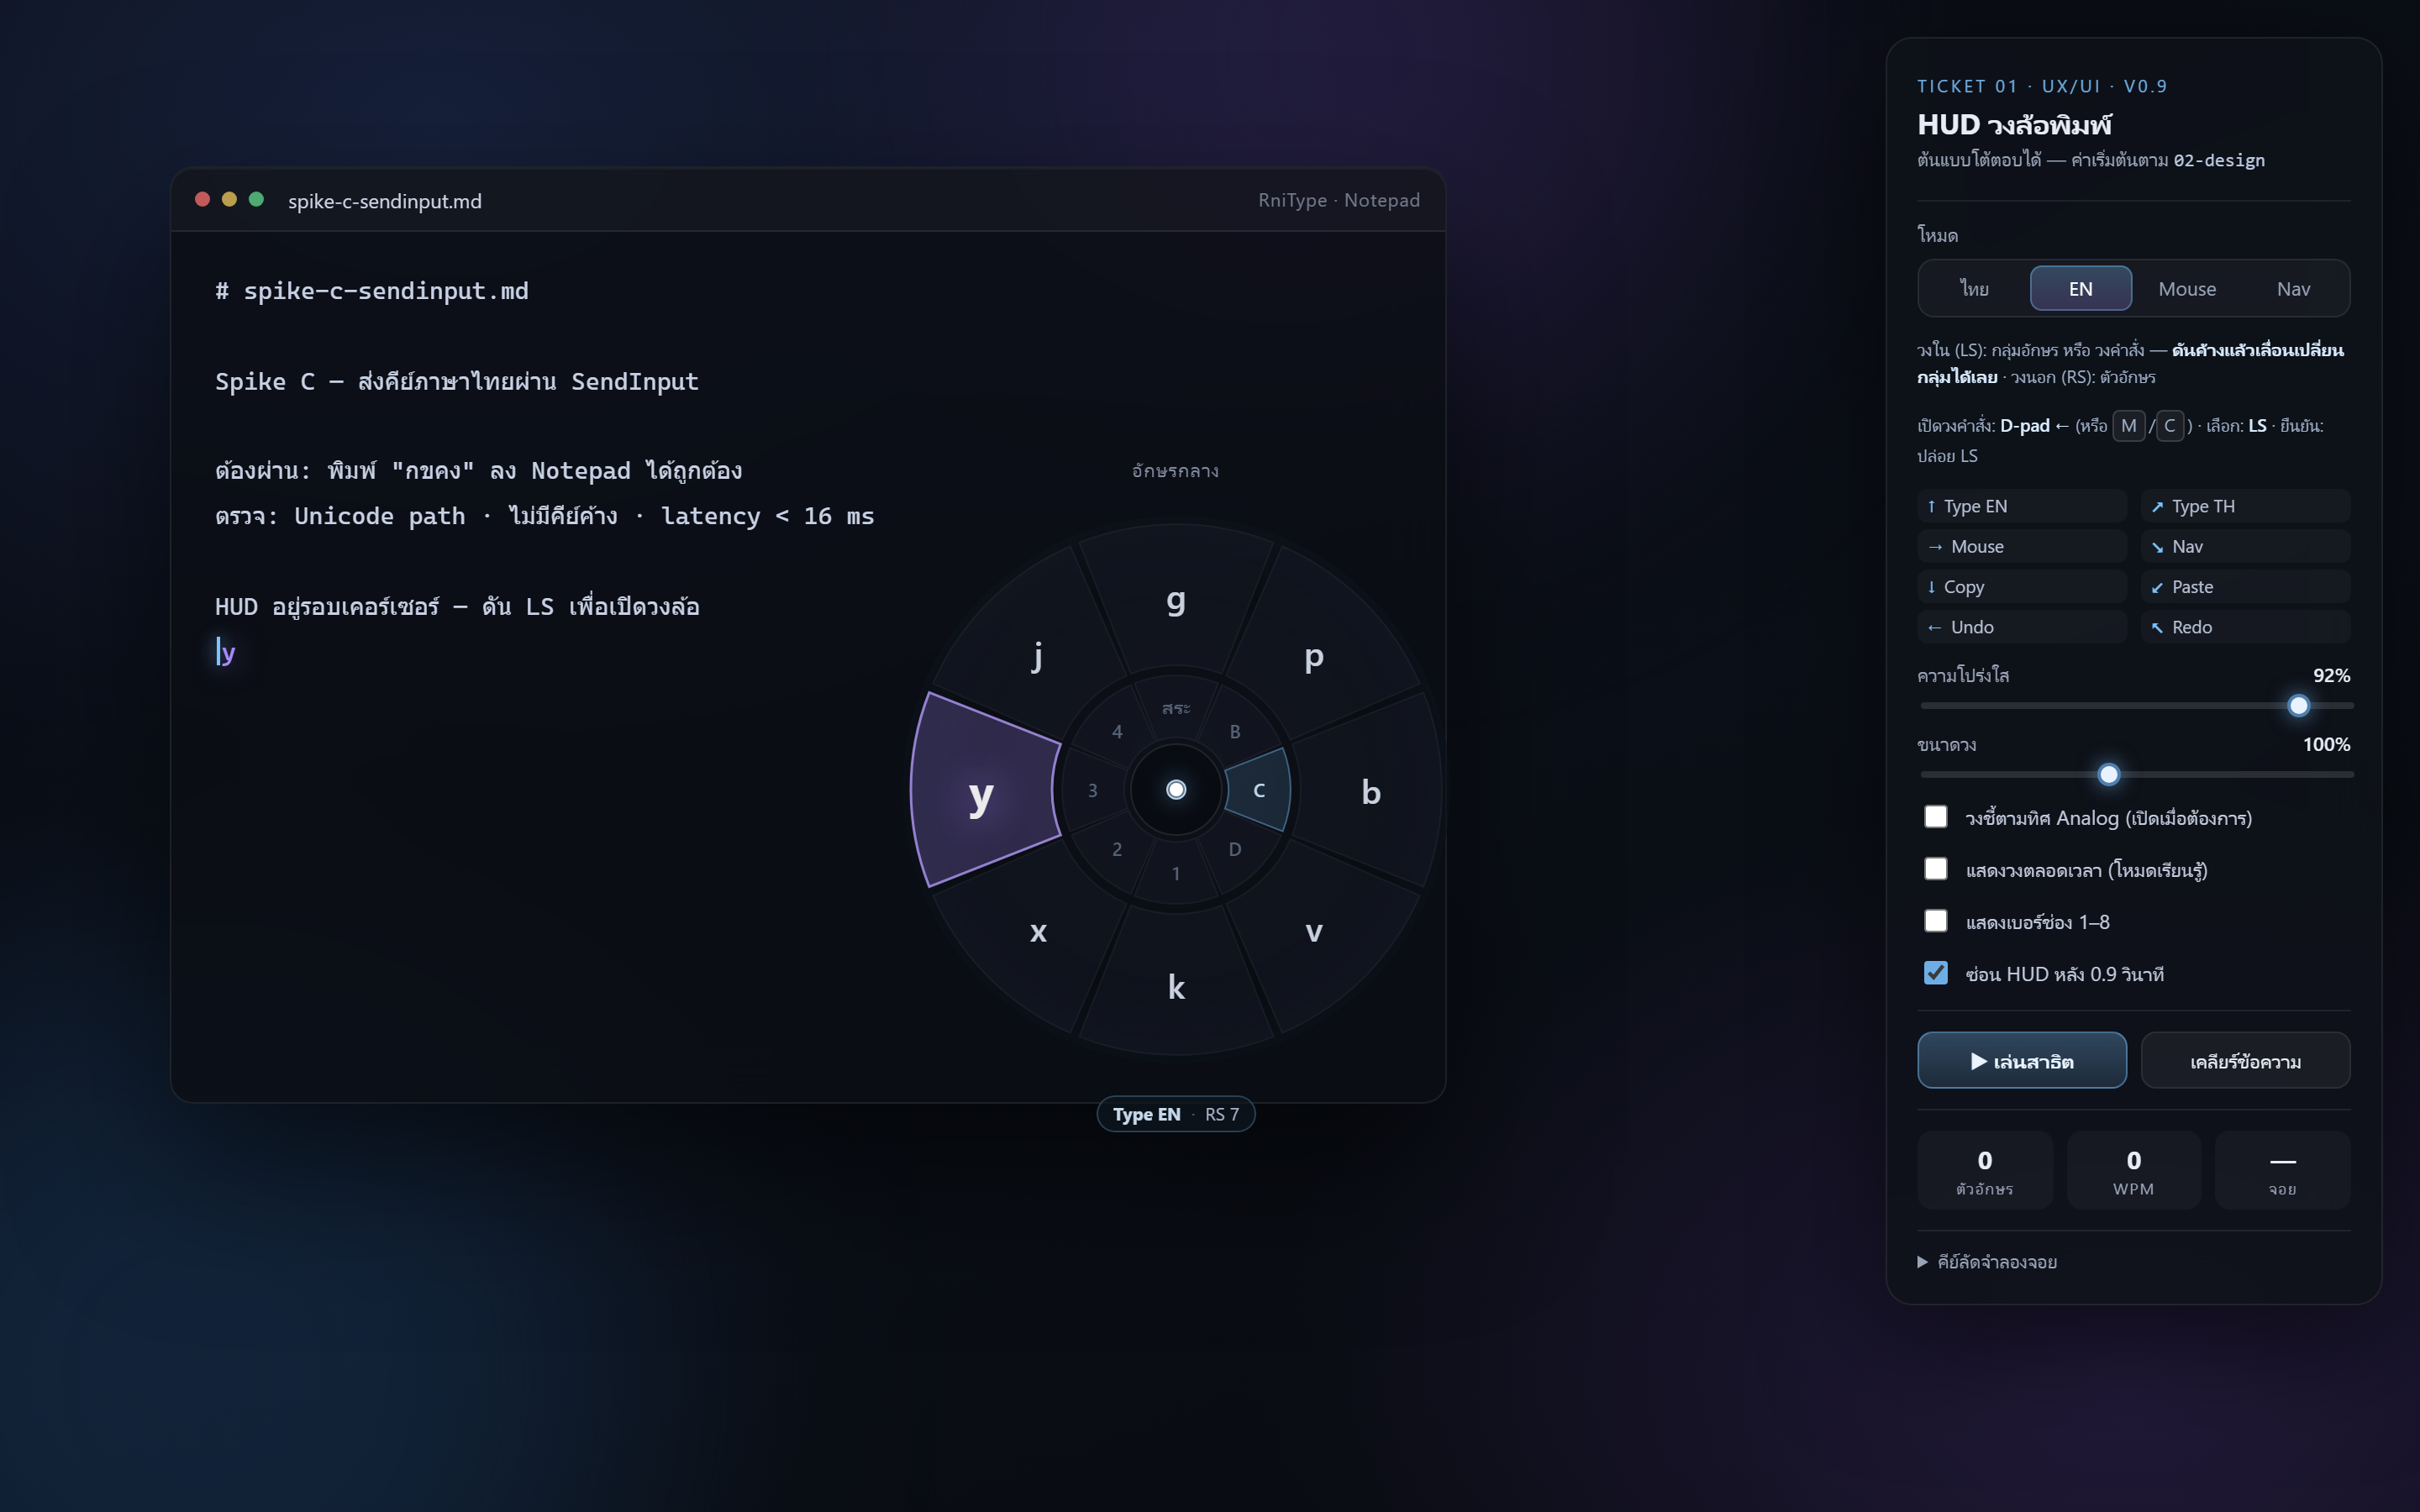 spike-c-sendinput.md
RniType · Notepad
# spike-c-sendinput.md
Spike C — ส่งคีย์ภาษาไทยผ่าน SendInput
ต้องผ่าน: พิมพ์ "กขคง" ลง Notepad ได้ถูกต้อง
ตรวจ: Unicode path · ไม่มีคีย์ค้าง · latency < 16 ms
HUD อยู่รอบเคอร์เซอร์ — ดัน LS เพื่อเปิดวงล้อ
y
อักษรกลาง
g
j
p
y
b
x
v
k
สระ
4
B
3
C
2
D
1
Type EN · RS 7
TICKET 01 · UX/UI · V0.9
HUD วงล้อพิมพ์
ต้นแบบโต้ตอบได้ — ค่าเริ่มต้นตาม 02-design
โหมด
ไทย EN Mouse Nav
วงใน (LS): กลุ่มอักษร หรือ วงคำสั่ง — ดันค้างแล้วเลื่อนเปลี่ยน
กลุ่มได้เลย · วงนอก (RS): ตัวอักษร
เปิดวงคำสั่ง: D-pad ← (หรือ M / C ) · เลือก: LS · ยืนยัน:
ปล่อย LS
↑ Type EN ↗ Type TH
→ Mouse ↘ Nav
↓ Copy ↙ Paste
← Undo ↖ Redo
ความโปร่งใส 92%
ขนาดวง 100%
วงชี้ตามทิศ Analog (เปิดเมื่อต้องการ)
แสดงวงตลอดเวลา (โหมดเรียนรู้)
แสดงเบอร์ช่อง 1–8
ซ่อน HUD หลัง 0.9 วินาที
▶ เล่นสาธิต เคลียร์ข้อความ
0 0 —
ตัวอักษร WPM จอย
▶ คีย์ลัดจำลองจอย